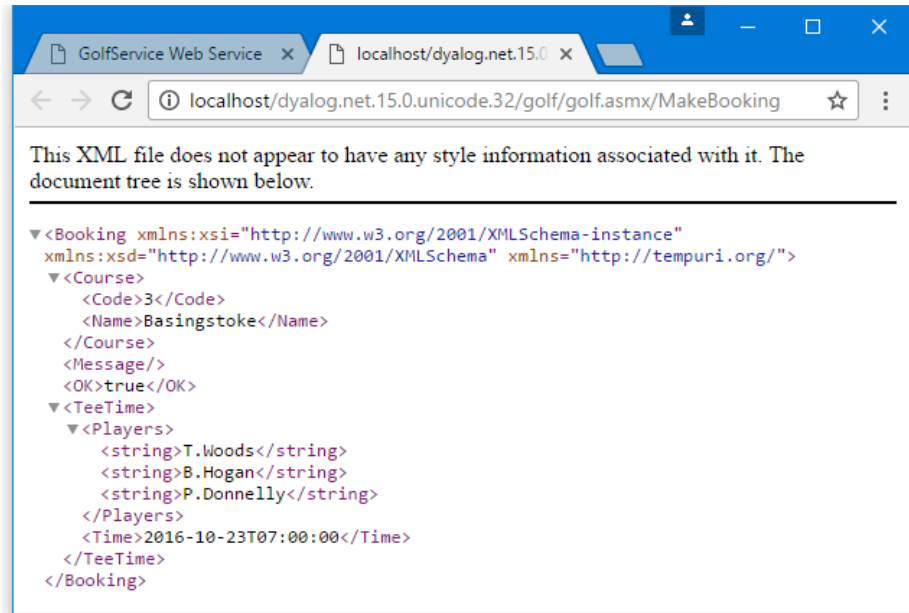 GolfService Web Service
localhost/dyalog.net.15.0
localhost/dyalog.net.15.0.unicode.32/golf/golf.asmx/MakeBooking
This XML file does not appear to have any style information associated with it. The
document tree is shown below.
▼<Booking xmlns:xsi="http://www.w3.org/2001/XMLSchema-instance"
xmlns:xsd="http://www.w3.org/2001/XMLSchema" xmlns="http://tempuri.org/">
▼<Course>
<Code>3</Code>
<Name>Basingstoke</Name>
</Course>
<Message/>
<OK>true</OK>
▼<TeeTime>
▼<Players>
<string>T.Woods</string>
<string>B.Hogan</string>
<string>P.Donnelly</string>
</Players>
<Time>2016-10-23T07:00:00</Time>
</TeeTime>
</Booking>